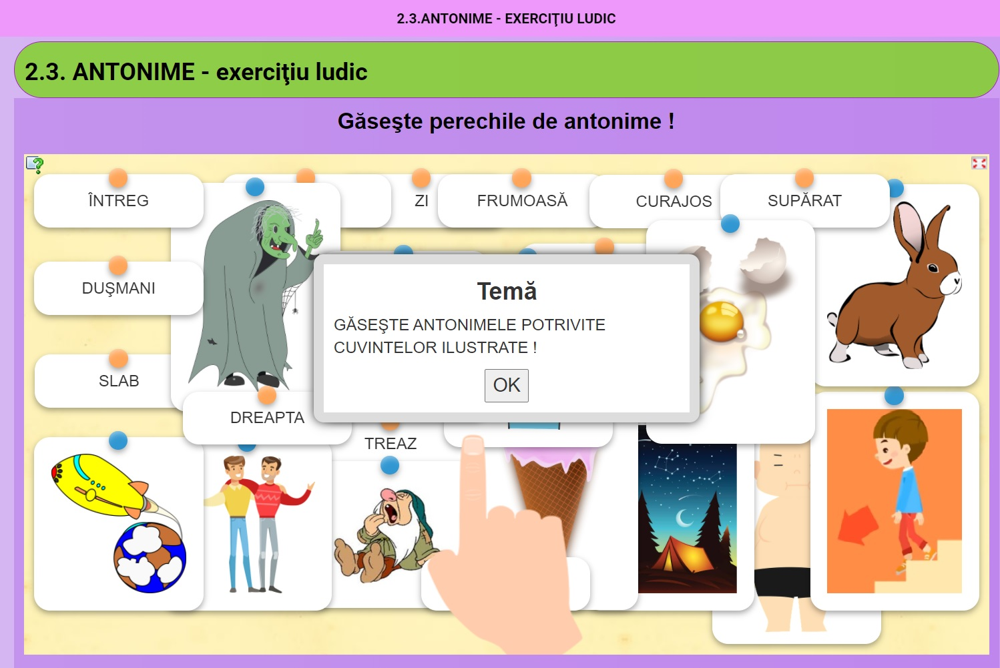 2.3.ANTONIME - EXERCIŢIU LUDIC
2.3. ANTONIME - exerciţiu ludic
Găseşte perechile de antonime !
ÎNTREG
ZI
FRUMOASĂ
CURAJOS
SUPĂRAT
DUŞMANI
Temă
GĂSEŞTE ANTONIMELE POTRIVITE
CUVINTELOR ILUSTRATE !
OK
SLAB
DREAPTA
TREAZ